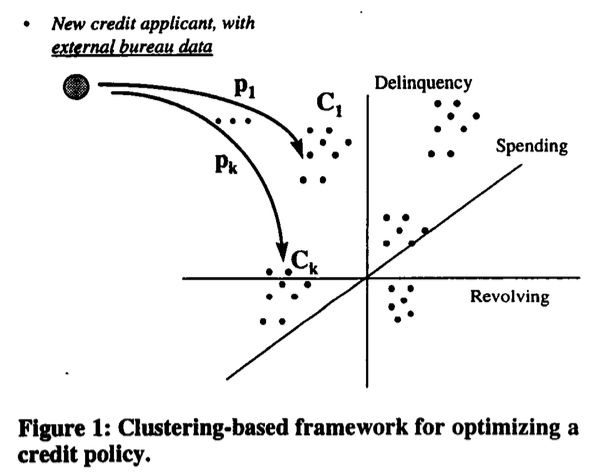 • New credit applicant, with
external bureau data
p1
C1
Delinquency
Spending
pk
Ck
Revolving
Figure 1: Clustering-based framework for optimizing a
credit policy.